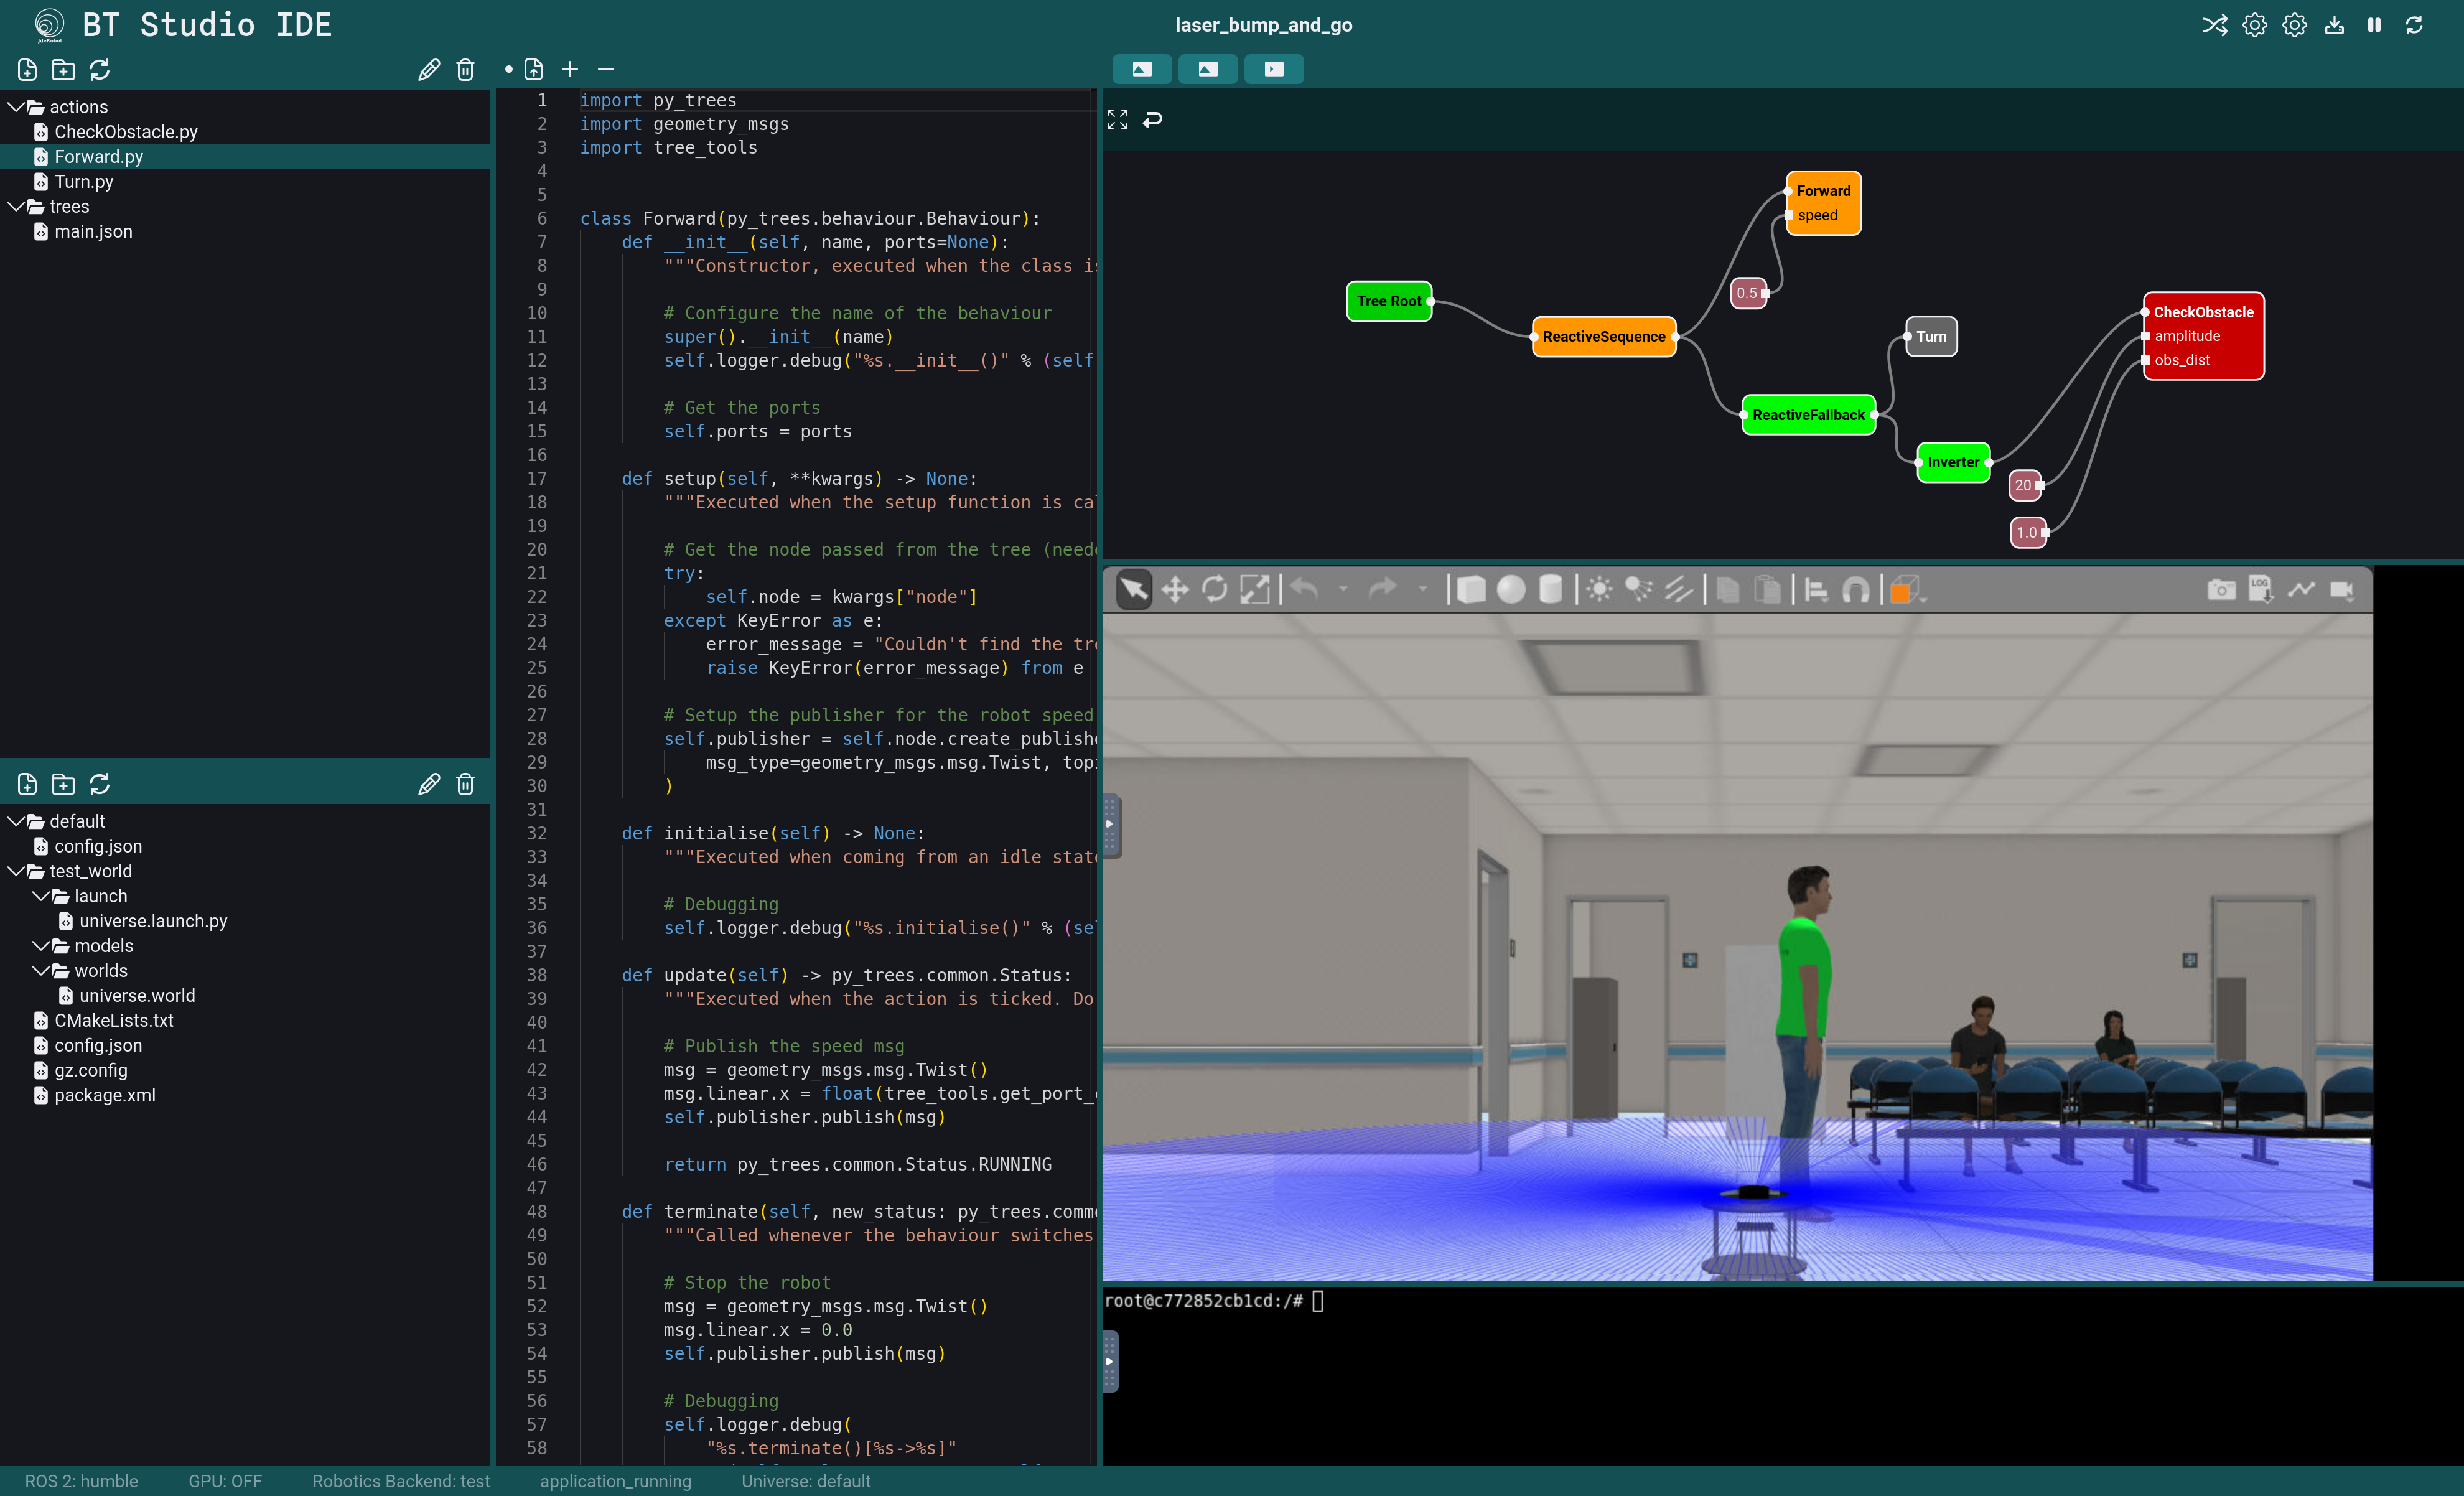 BT Studio IDE
laser_bump_and_go
actions
CheckObstacle.py
Forward.py
Turn.py
trees
main.json
default
config.json
test_world
launch
universe.launch.py
models
worlds
universe.world
CMakeLists.txt
config.json
gz.config
package.xml
1 import py_trees
2 import geometry_msgs
3 import tree_tools
4
5
6 class Forward(py_trees.behaviour.Behaviour):
7 def __init__(self, name, ports=None):
8 """Constructor, executed when the class is
9
10 # Configure the name of the behaviour
11 super().__init__(name)
12 self.logger.debug("%s.__init__()" % (self
13
14 # Get the ports
15 self.ports = ports
16
17 def setup(self, **kwargs) -> None:
18 """Executed when the setup function is cal
19
20 # Get the node passed from the tree (neede
21 try:
22 self.node = kwargs["node"]
23 except KeyError as e:
24 error_message = "Couldn't find the tre
25 raise KeyError(error_message) from e
26
27 # Setup the publisher for the robot speed
28 self.publisher = self.node.create_publishe
29 msg_type=geometry_msgs.msg.Twist, topi
30 )
31
32 def initialise(self) -> None:
33 """Executed when coming from an idle state
34
35 # Debugging
36 self.logger.debug("%s.initialise()" % (sel
37
38 def update(self) -> py_trees.common.Status:
39 """Executed when the action is ticked. Do
40
41 # Publish the speed msg
42 msg = geometry_msgs.msg.Twist()
43 msg.linear.x = float(tree_tools.get_port_c
44 self.publisher.publish(msg)
45
46 return py_trees.common.Status.RUNNING
47
48 def terminate(self, new_status: py_trees.commo
49 """Called whenever the behaviour switches
50
51 # Stop the robot
52 msg = geometry_msgs.msg.Twist()
53 msg.linear.x = 0.0
54 self.publisher.publish(msg)
55
56 # Debugging
57 self.logger.debug(
58 "%s.terminate()[%s->%s]"
Forward
speed
0.5
Tree Root
ReactiveSequence
Turn
CheckObstacle
amplitude
obs_dist
ReactiveFallback
Inverter
20
1.0
LOG
root@c772852cb1cd:/#
ROS 2: humble
GPU: OFF
Robotics Backend: test
application_running
Universe: default